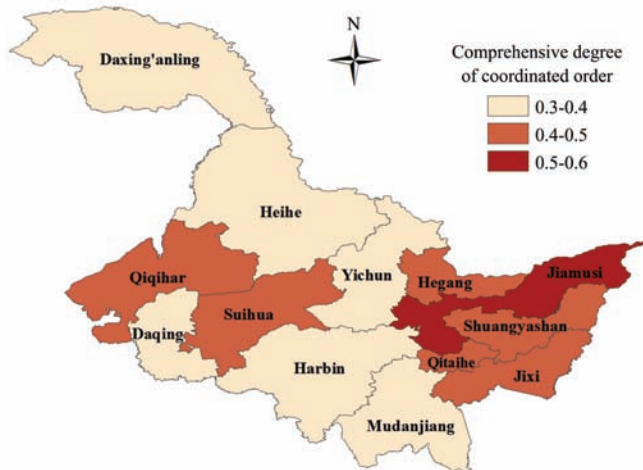 N
Comprehensive degree
of coordinated order
0.3-0.4
0.4-0.5
0.5-0.6
Daxing'anling
Heihe
Qiqihar
Yichun
Hegang
Jiamusi
Suihua
Shuangyashan
Daqing
Qitaihe
Harbin
Jixi
Mudanjiang